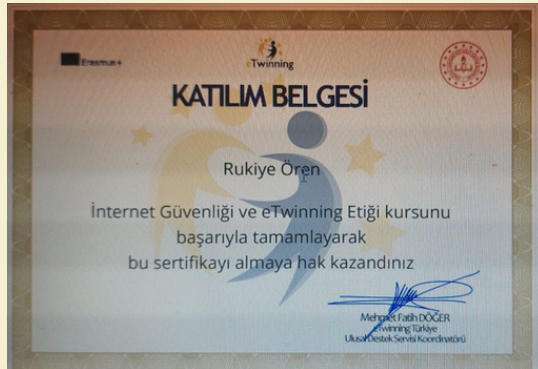 Erasmus+
eTwinning
KATILIM BELGESİ
Rukiye Ören
İnternet Güvenliği ve eTwinning Etiği kursunu
başarıyla tamamlayarak
bu sertifikayı almaya hak kazandınız
Mehmet Fatih DÖĞER
eTwinning Türkiye
Ulusal Destek Servisi Koordinatörü